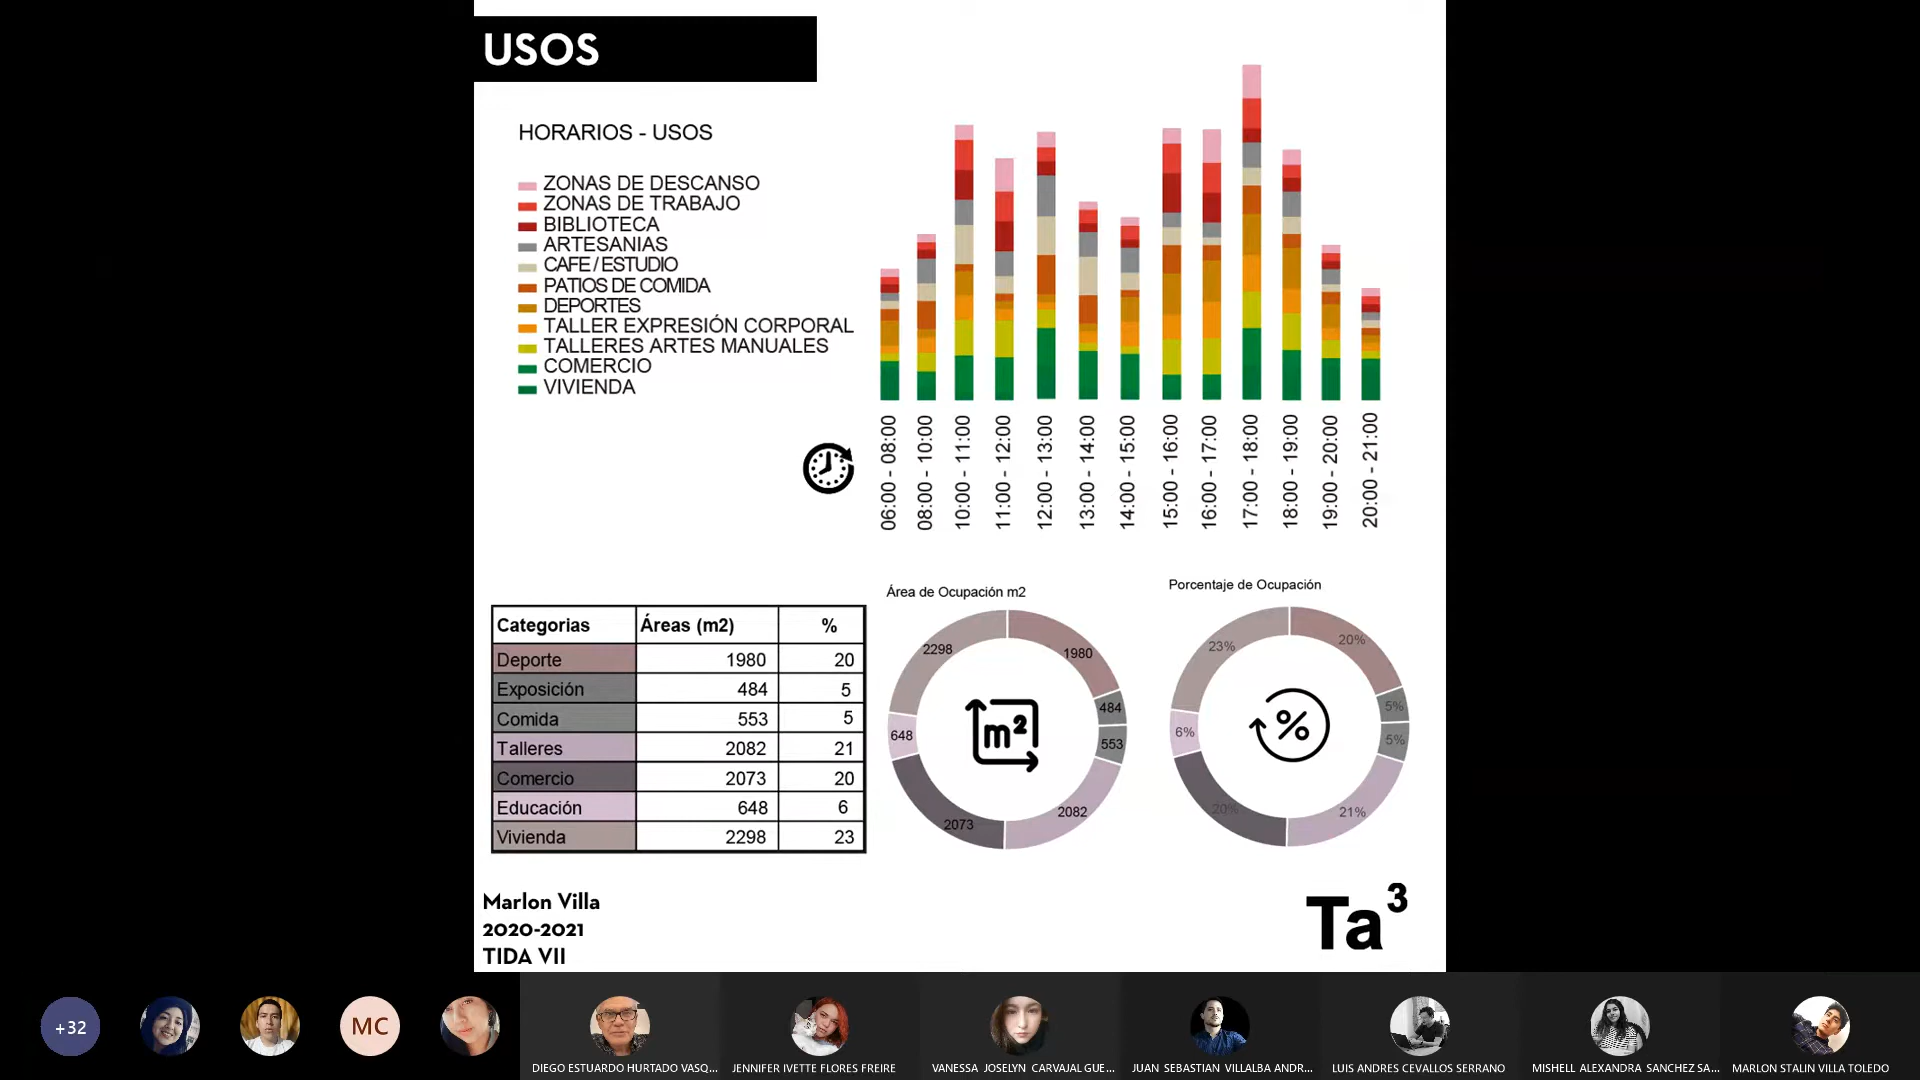 USOS
HORARIOS - USOS
ZONAS DE DESCANSO
ZONAS DE TRABAJO
BIBLIOTECA
ARTESANIAS
CAFE / ESTUDIO
PATIOS DE COMIDA
DEPORTES
TALLER EXPRESIÓN CORPORAL
TALLERES ARTES MANUALES
COMERCIO
VIVIENDA
06:00 - 08:00
08:00 - 10:00
10:00 - 11:00
11:00 - 12:00
12:00 - 13:00
13:00 - 14:00
14:00 - 15:00
15:00 - 16:00
16:00 - 17:00
17:00 - 18:00
18:00 - 19:00
19:00 - 20:00
20:00 - 21:00
Categorias Áreas (m2) %
Deporte 1980 20
Exposición 484 5
Comida 553 5
Talleres 2082 21
Comercio 2073 20
Educación 648 6
Vivienda 2298 23
Área de Ocupación m2
2298
1980
484
648
553
2082
2073
m²
Porcentaje de Ocupación
23%
20%
5%
6%
5%
20%
21%
%
Marlon Villa
2020-2021
TIDA VII
Ta³
+32
MC
DIEGO ESTUARDO HURTADO VASQ...
JENNIFER IVETTE FLORES FREIRE
VANESSA JOSELYN CARVAJAL GUE...
JUAN SEBASTIAN VILLALBA ANDR...
LUIS ANDRES CEVALLOS SERRANO
MISHELL ALEXANDRA SANCHEZ SA...
MARLON STALIN VILLA TOLEDO